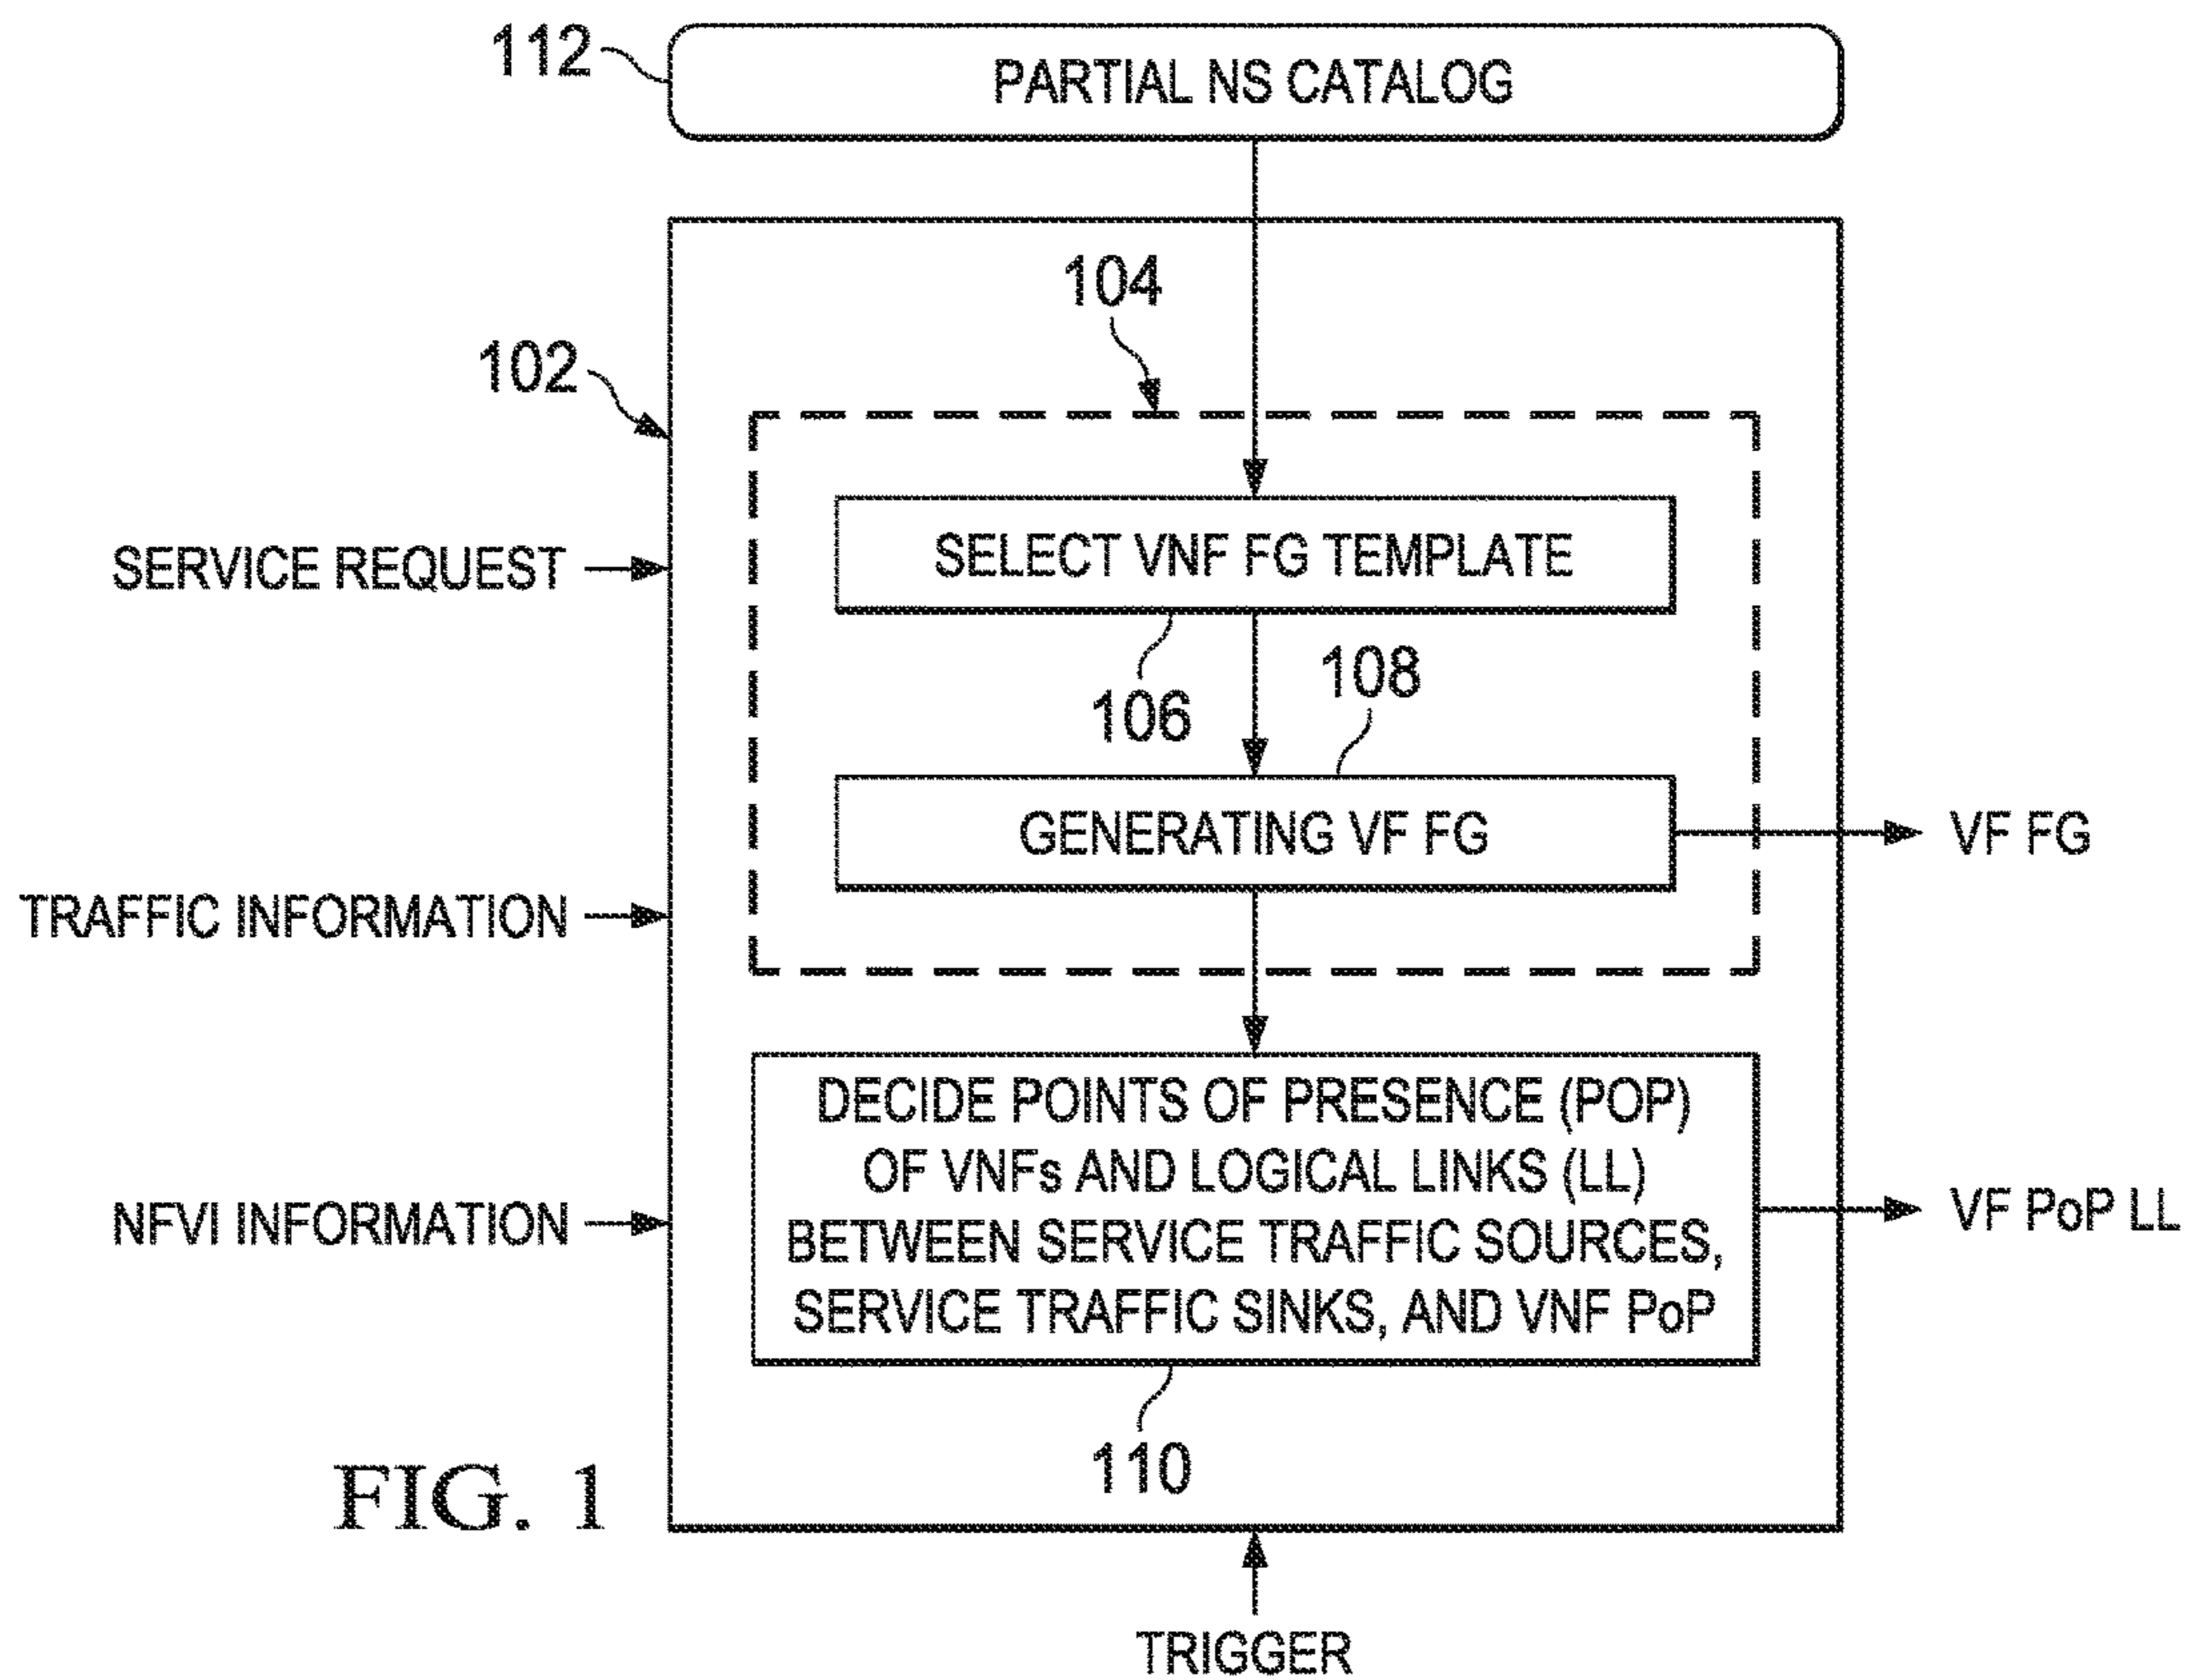 112
PARTIAL NS CATALOG
104
102
SELECT VNF FG TEMPLATE
SERVICE REQUEST
106
108
GENERATING VF FG
VF FG
TRAFFIC INFORMATION
DECIDE POINTS OF PRESENCE (POP)
OF VNFs AND LOGICAL LINKS (LL)
BETWEEN SERVICE TRAFFIC SOURCES,
SERVICE TRAFFIC SINKS, AND VNF PoP
NFVI INFORMATION
VF PoP LL
110
FIG. 1
TRIGGER